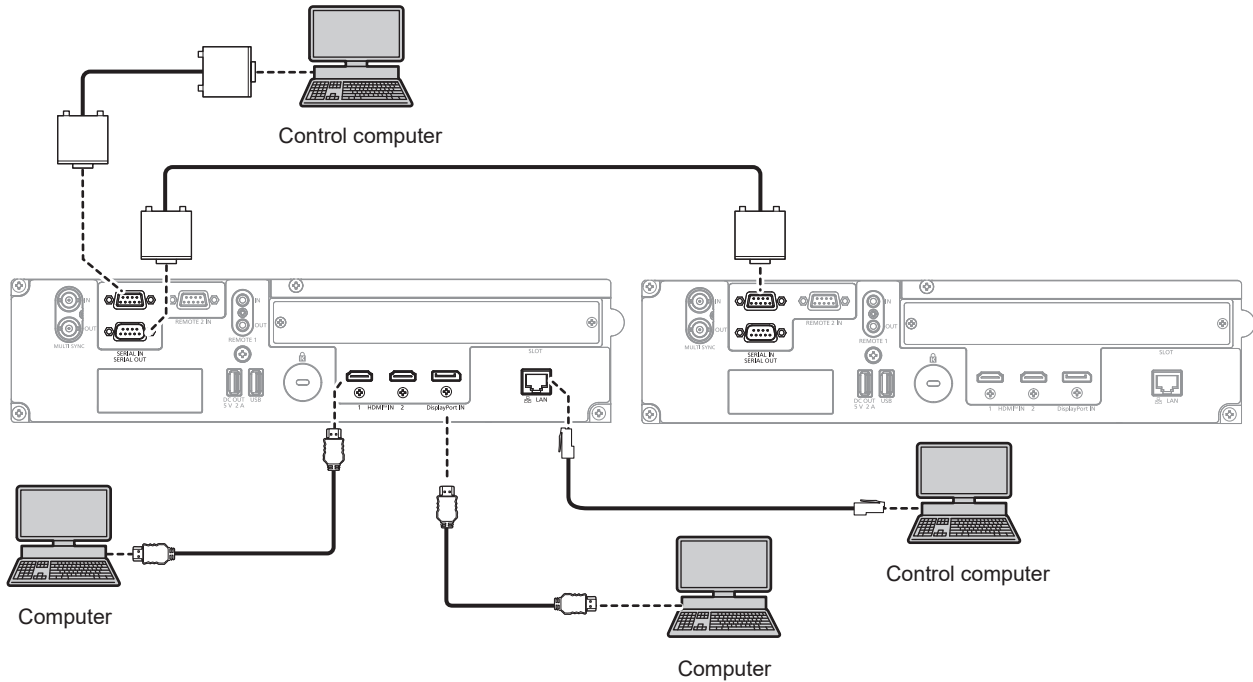 Control computer
IN
OUT
MULTI SYNC
REMOTE 2 IN
SERIAL IN
SERIAL OUT
IN
OUT
REMOTE 1
DC OUT
5 V 2 A
USB
1 HDMI® IN 2
DisplayPort IN
SLOT
LAN
IN
OUT
MULTI SYNC
REMOTE 2 IN
SERIAL IN
SERIAL OUT
IN
OUT
REMOTE 1
DC OUT
5 V 2 A
USB
1 HDMI® IN 2
DisplayPort IN
SLOT
LAN
Computer
Control computer
Computer